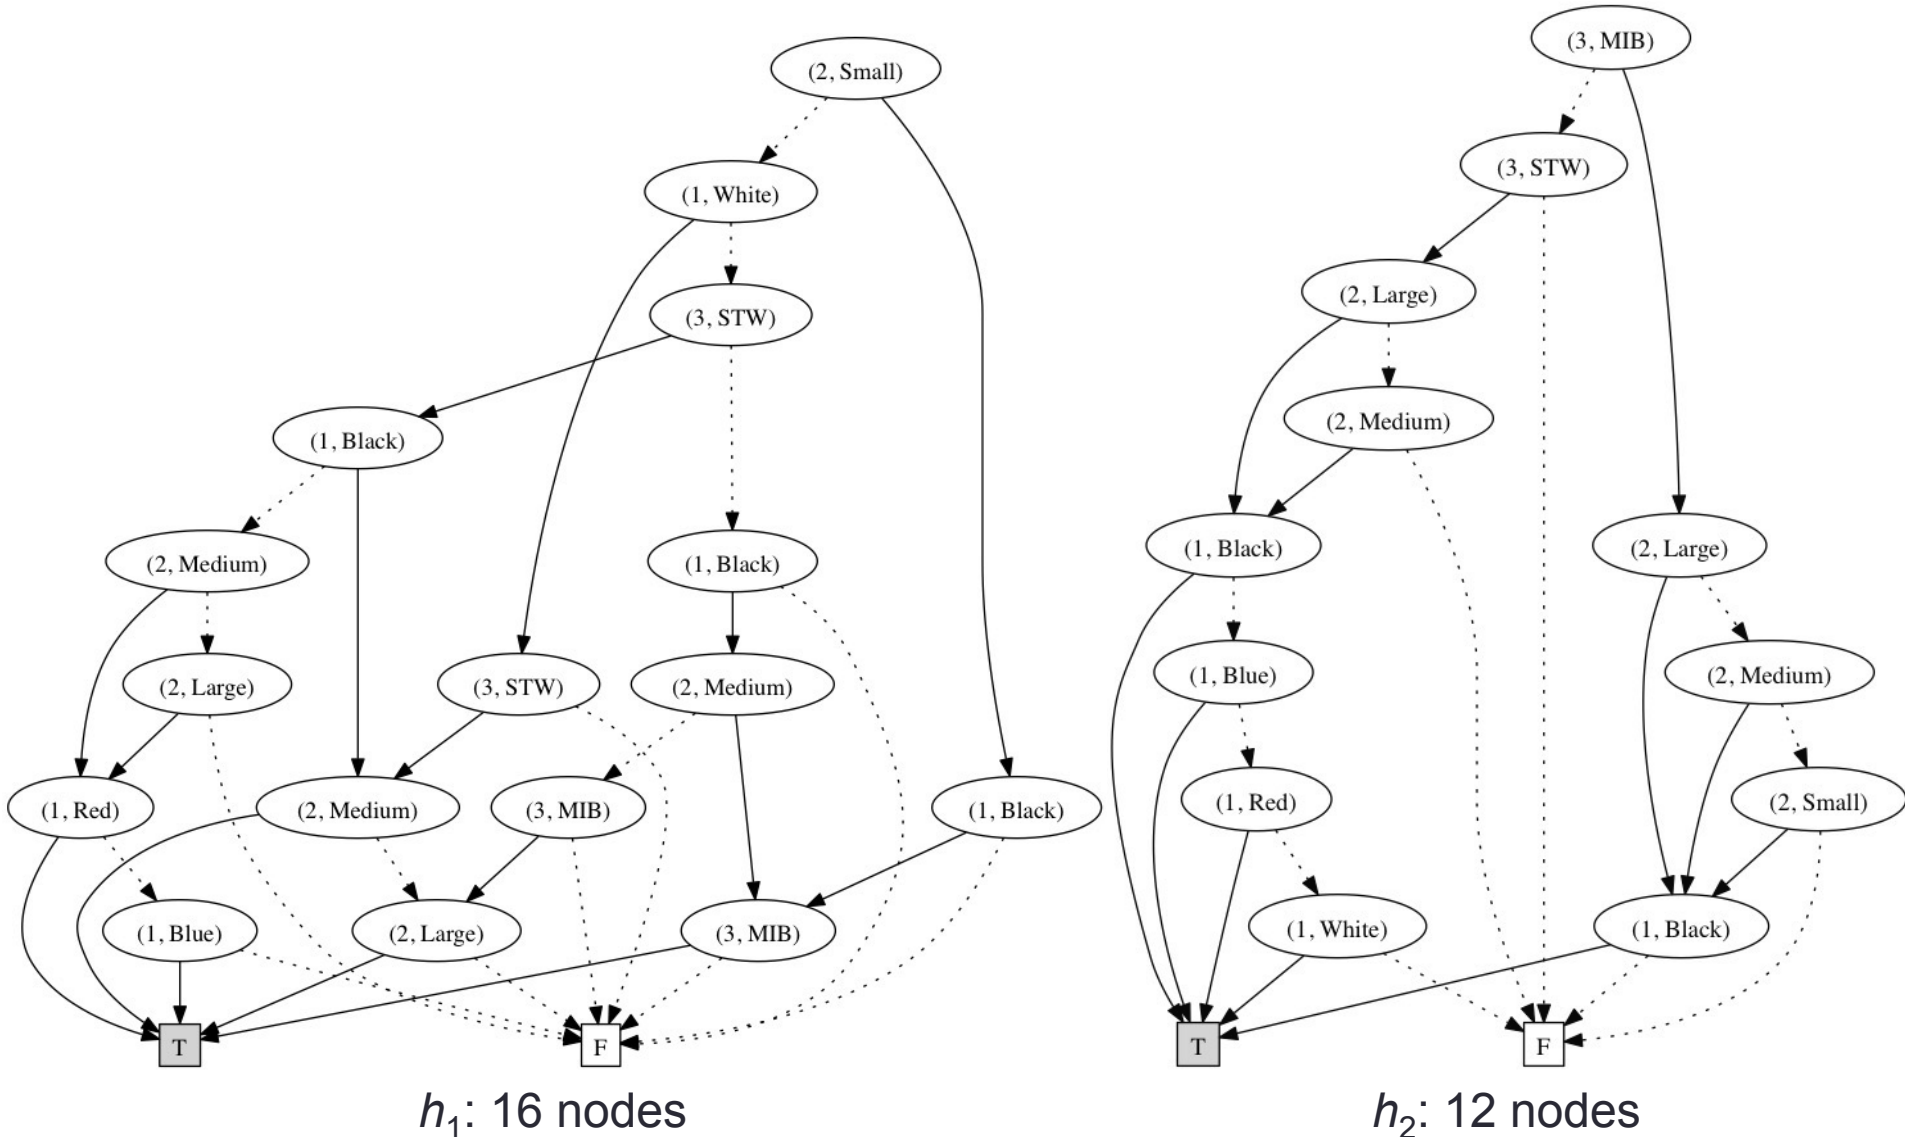 (2, Small)
(1, White)
(3, STW)
(1, Black)
(2, Medium)
(1, Black)
(2, Large)
(3, STW)
(2, Medium)
(1, Red)
(2, Medium)
(3, MIB)
(1, Black)
(1, Blue)
(2, Large)
(3, MIB)
T
F
h1: 16 nodes
(3, MIB)
(3, STW)
(2, Large)
(2, Medium)
(1, Black)
(2, Large)
(1, Blue)
(2, Medium)
(1, Red)
(2, Small)
(1, White)
(1, Black)
T
F
h2: 12 nodes